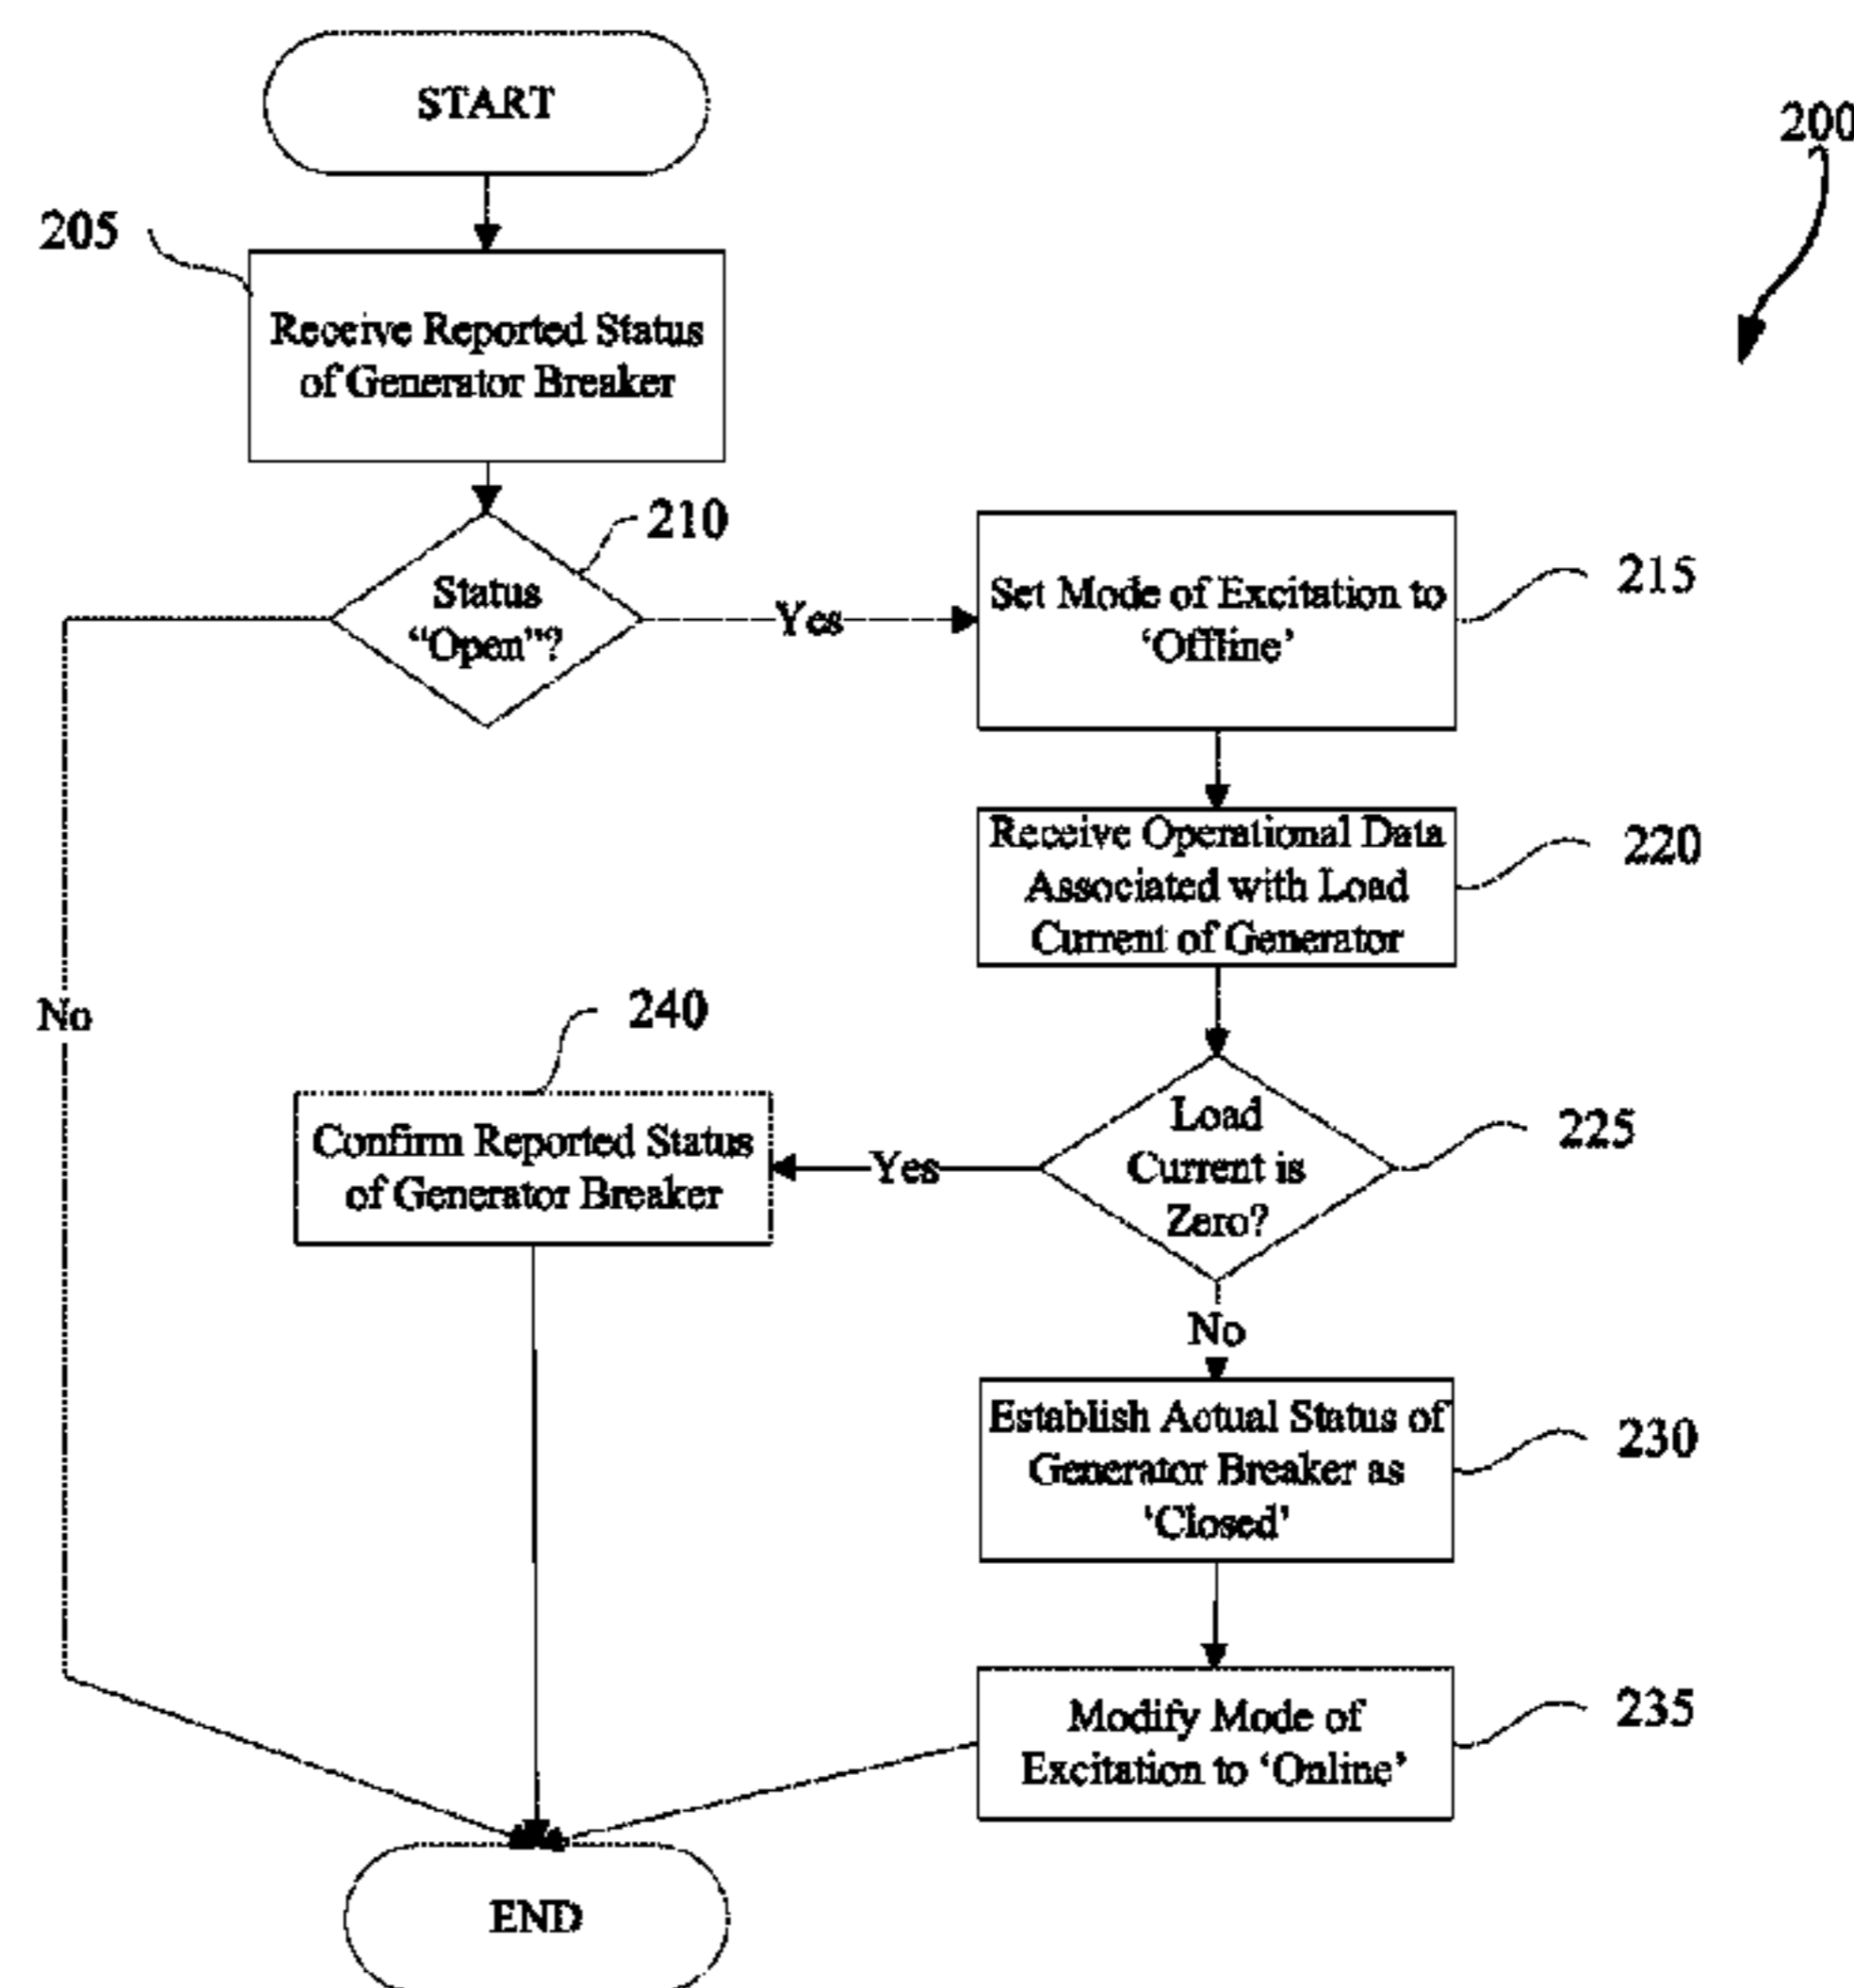 START
200
205
Receive Reported Status
of Generator Breaker
210
Status
“Open”?
Yes
Set Mode of Excitation to
‘Offline’
215
Receive Operational Data
Associated with Load
Current of Generator
220
No
240
Confirm Reported Status
of Generator Breaker
Yes
Load
Current is
Zero?
225
No
Establish Actual Status of
Generator Breaker as
‘Closed’
230
Modify Mode of
Excitation to ‘Online’
235
END